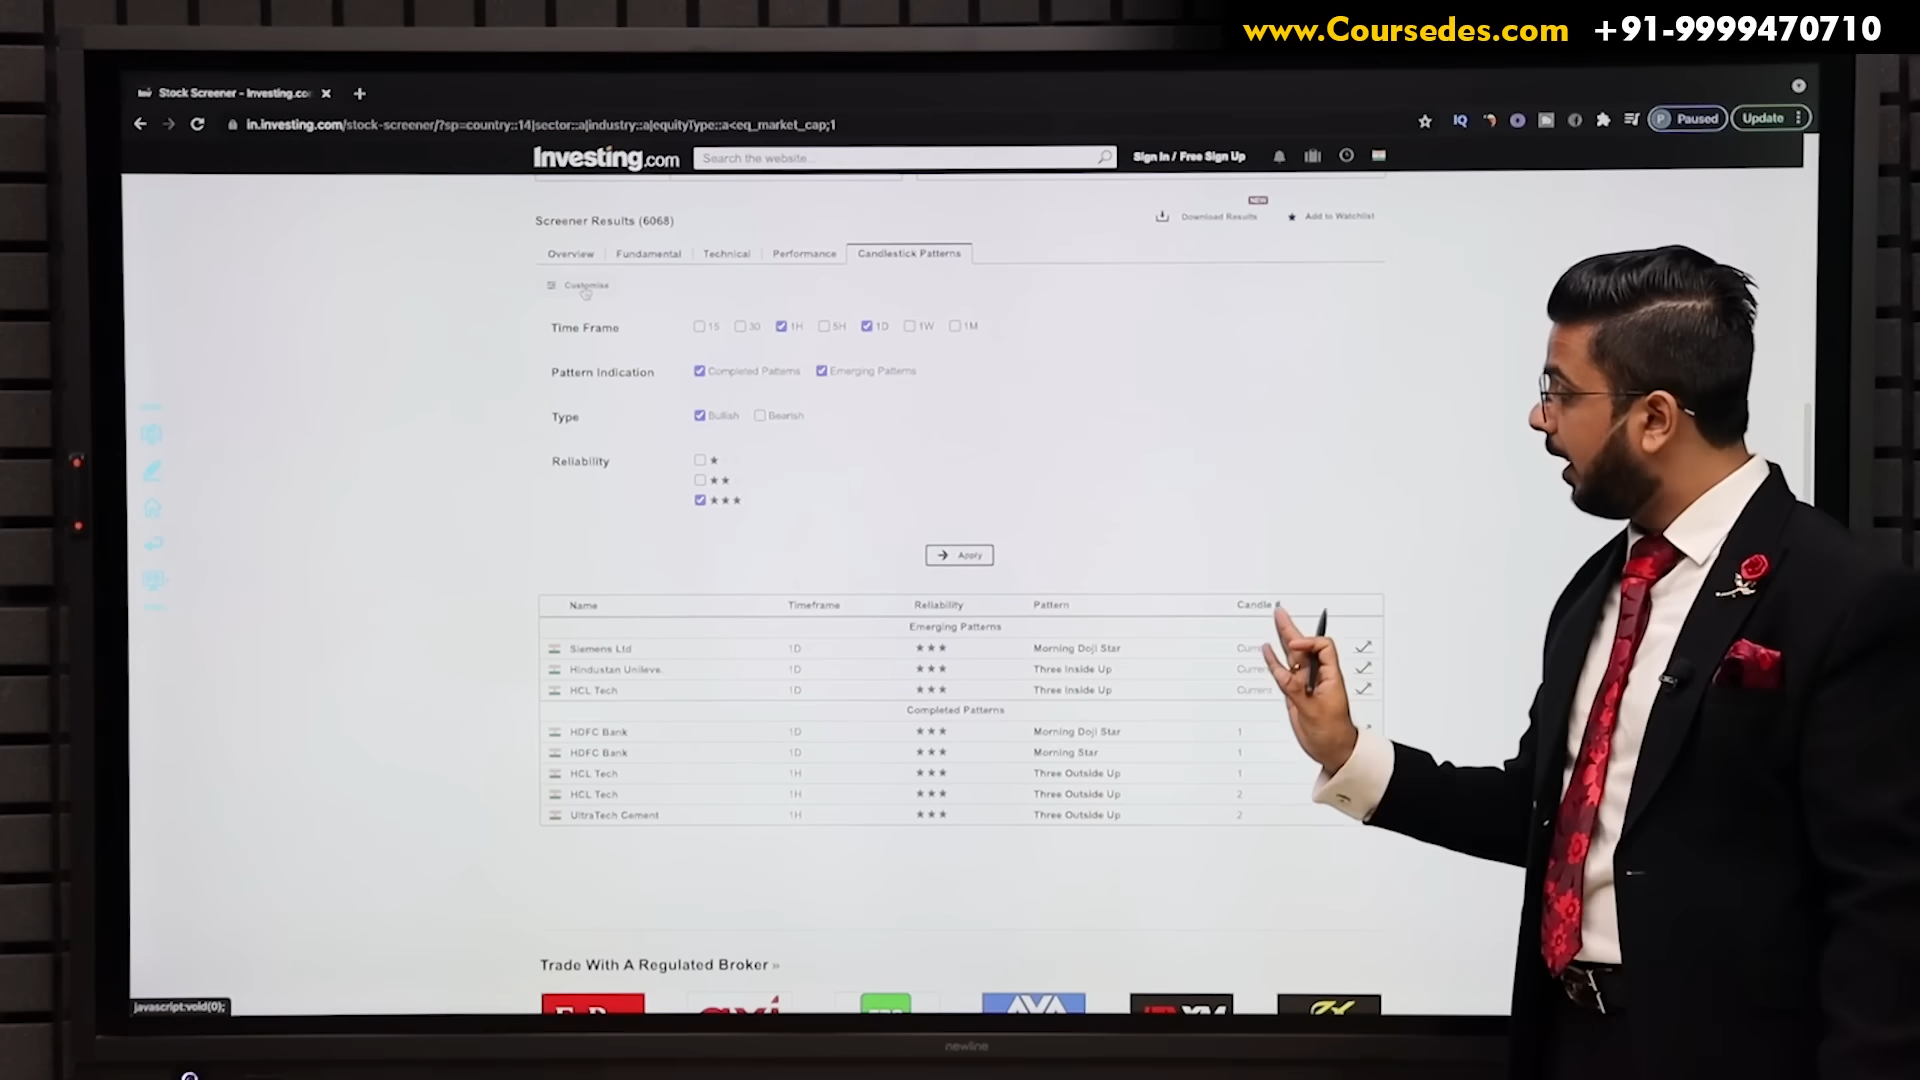 www.Coursedes.com +91-9999470710
Stock Screener - Investing.co
in.investing.com/stock-screener/?sp=country::14|sector::a|industry::a|equityType::a<eq_market_cap;1
IQ
P Paused
Update
Investing.com
Search the website...
Sign In / Free Sign Up
NEW
Screener Results (6068)
Download Results
Add to Watchlist
Overview Fundamental Technical Performance Candlestick Patterns
Customise
Time Frame 15 30 1H 5H 1D 1W 1M
Pattern Indication Completed Patterns Emerging Patterns
Type Bullish Bearish
Reliability ★
★★
★★★
Apply
Name Timeframe Reliability Pattern Candle #
Emerging Patterns
Siemens Ltd 1D ★★★ Morning Doji Star
Hindustan Unileve. 1D ★★★ Three Inside Up
HCL Tech 1D ★★★ Three Inside Up Current
Completed Patterns
HDFC Bank 1D ★★★ Morning Doji Star 1
HDFC Bank 1D ★★★ Morning Star 1
HCL Tech 1H ★★★ Three Outside Up 1
HCL Tech 1H ★★★ Three Outside Up 2
UltraTech Cement 1H ★★★ Three Outside Up 2
Trade With A Regulated Broker »
javascript:void(0);
newline